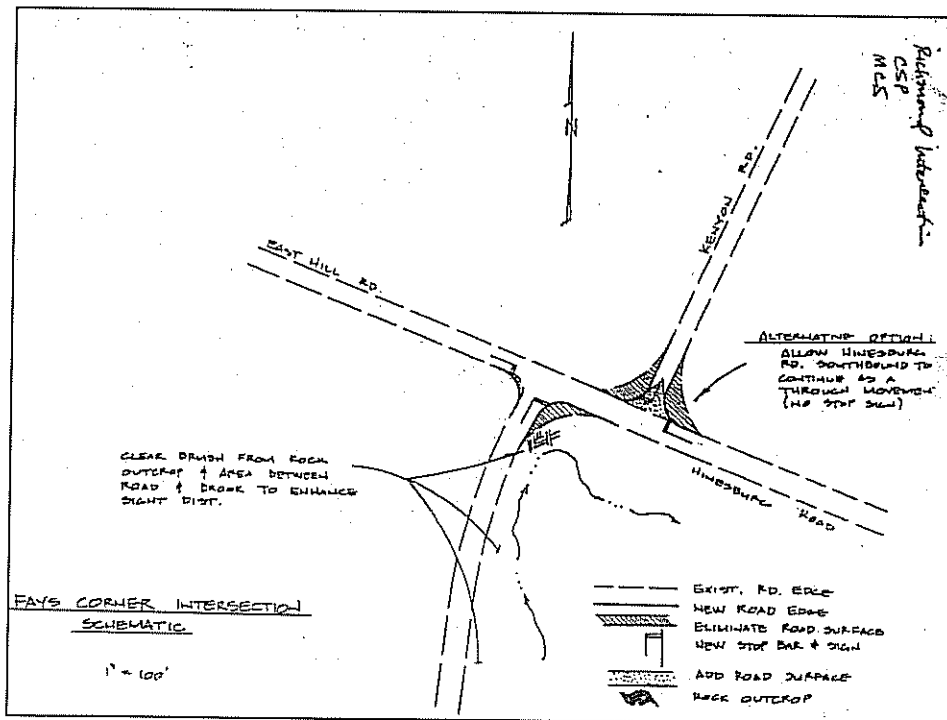 Richmond Intersection
CSP
MCS
N
KENYON RD.
EAST HILL RD.
ALTERNATIVE OPTION:
ALLOW HINESBURG
RD. SOUTHBOUND TO
CONTINUE AS A
THROUGH MOVEMENT
(NO STOP SIGN)
CLEAR BRUSH FROM ROCK
OUTCROP & AREA BETWEEN
ROAD & BROOK TO ENHANCE
SIGHT DIST.
HINESBURG ROAD
FAYS CORNER INTERSECTION
SCHEMATIC
1" = 100'
EXIST. RD. EDGE
NEW ROAD EDGE
ELIMINATE ROAD SURFACE
NEW STOP BAR & SIGN
ADD ROAD SURFACE
ROCK OUTCROP